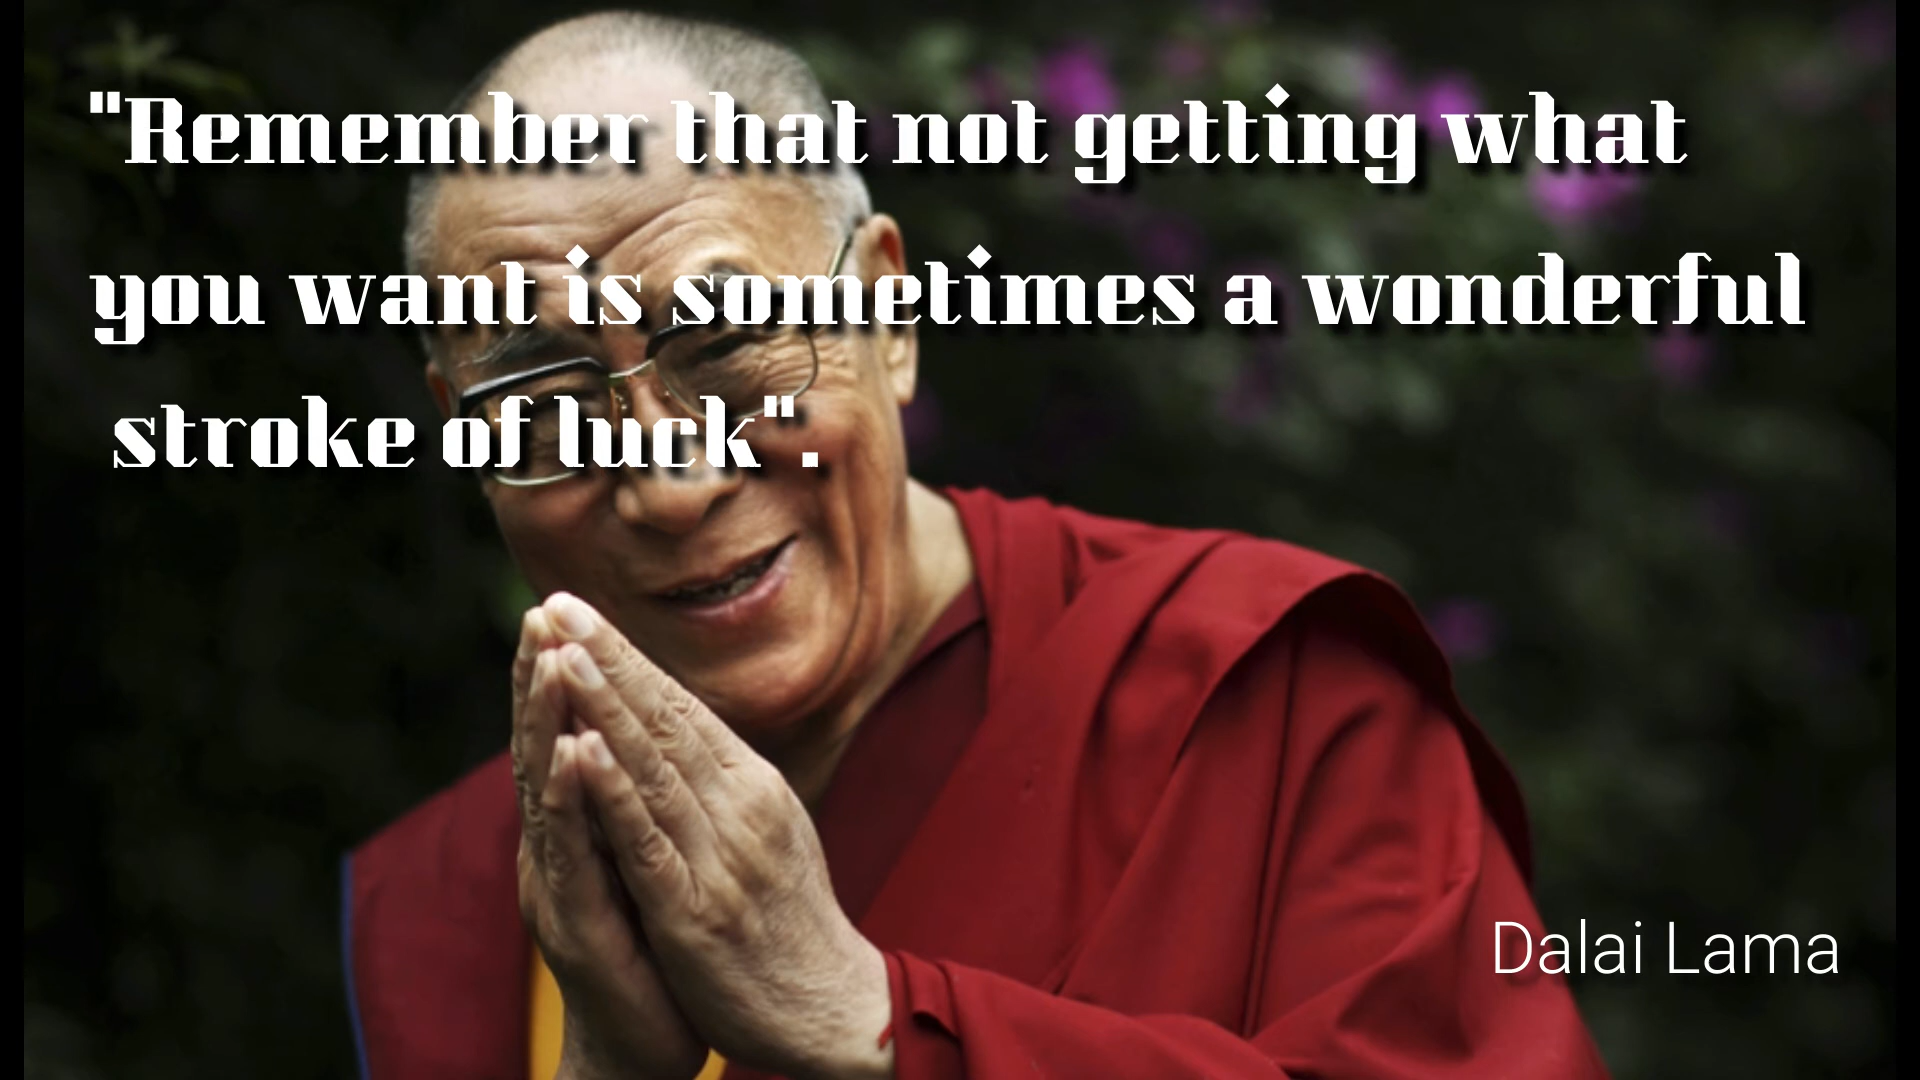 "Remember that not getting what
you want is sometimes a wonderful
stroke of luck".
Dalai Lama